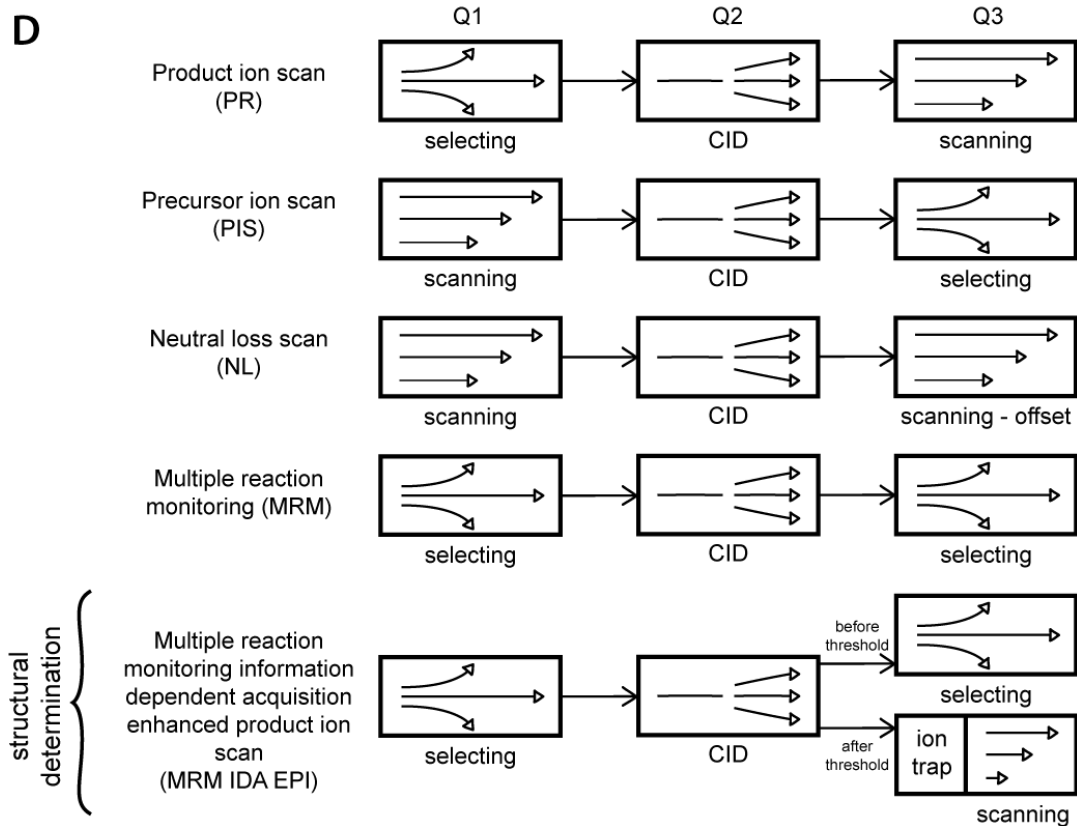 D
Q1
Q2
Q3
Product ion scan
(PR)
selecting
CID
scanning
Precursor ion scan
(PIS)
scanning
CID
selecting
Neutral loss scan
(NL)
scanning
CID
scanning - offset
Multiple reaction
monitoring (MRM)
selecting
CID
selecting
structural
determination
Multiple reaction
monitoring information
dependent acquisition
enhanced product ion
scan
(MRM IDA EPI)
selecting
CID
before
threshold
selecting
after
threshold
ion
trap
scanning